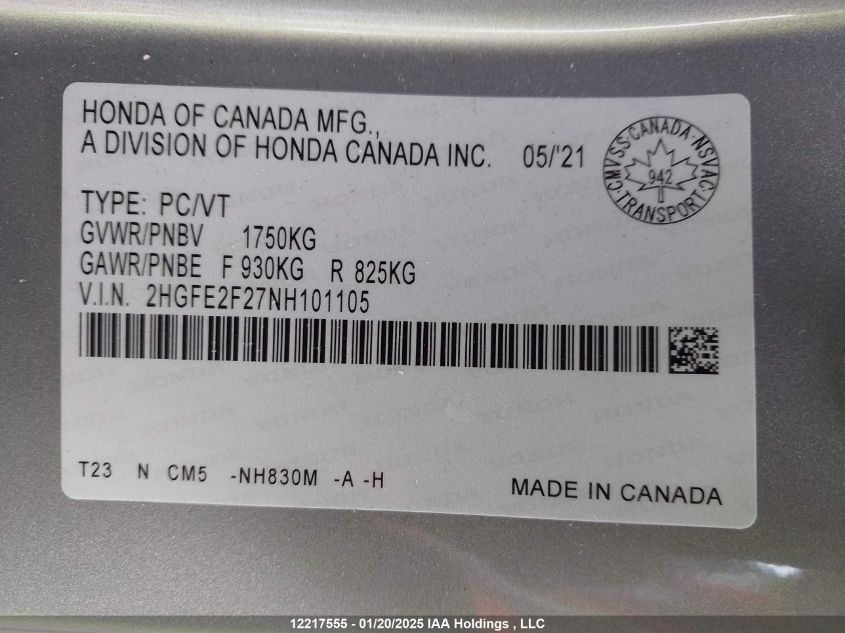 HONDA OF CANADA MFG.,
A DIVISION OF HONDA CANADA INC. 05/'21
CMVSS·CANADA·NSVAC·TRANSPORT·
942
TYPE: PC/VT
GVWR/PNBV 1750KG
GAWR/PNBE F 930KG R 825KG
V.I.N. 2HGFE2F27NH101105
T23 N CM5 -NH830M -A -H
MADE IN CANADA
12217555 - 01/20/2025 IAA Holdings , LLC